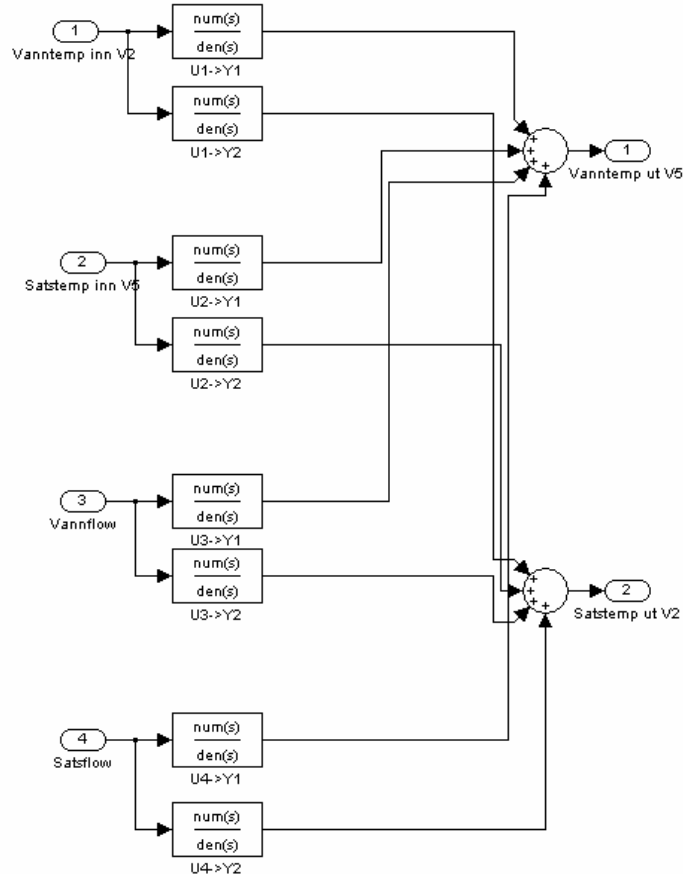 1
Vanntemp inn V2
num(s)
den(s)
U1->Y1
num(s)
den(s)
U1->Y2
+
+
+
+
1
Vanntemp ut V5
2
Satstemp inn V5
num(s)
den(s)
U2->Y1
num(s)
den(s)
U2->Y2
3
Vannflow
num(s)
den(s)
U3->Y1
num(s)
den(s)
U3->Y2
+
+
+
+
2
Satstemp ut V2
4
Satsflow
num(s)
den(s)
U4->Y1
num(s)
den(s)
U4->Y2